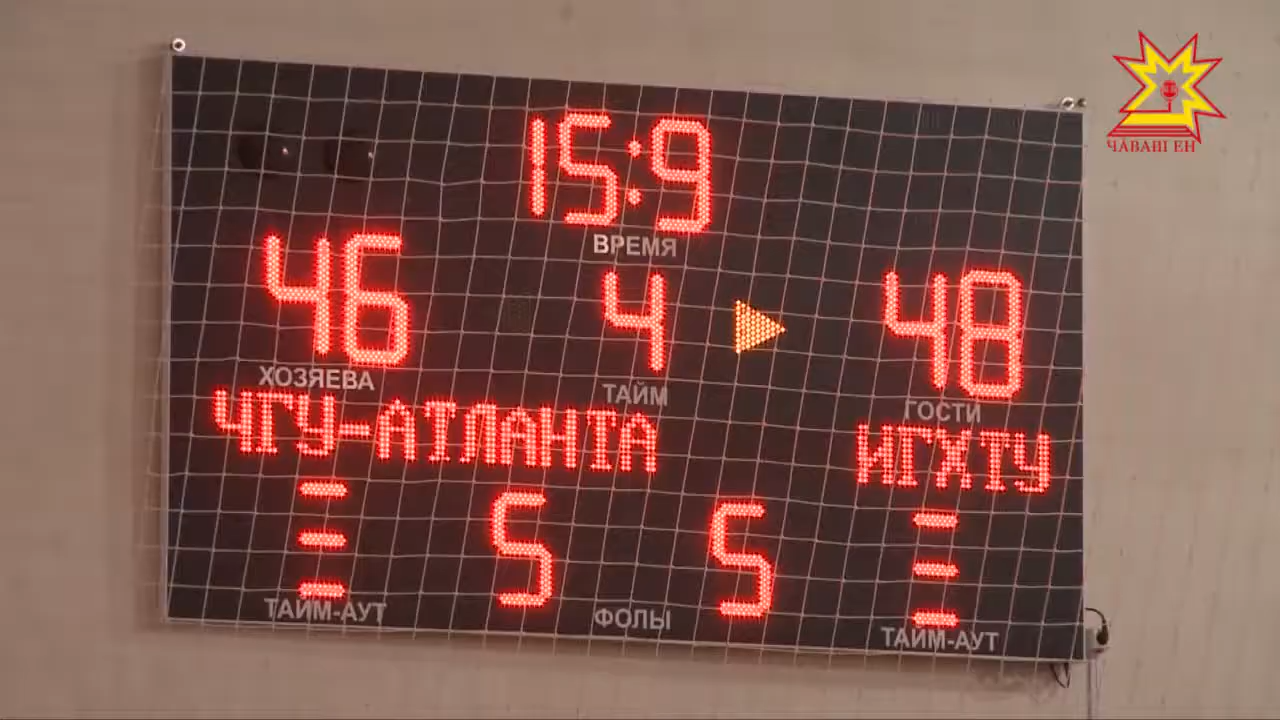 ЧӐВАШ ЕН
15:9
ВРЕМЯ
46 4 48
ХОЗЯЕВА ТАЙМ ГОСТИ
ЧГУ-АТЛАНТА ИГХТУ
5 5
ТАЙМ-АУТ ФОЛЫ ТАЙМ-АУТ